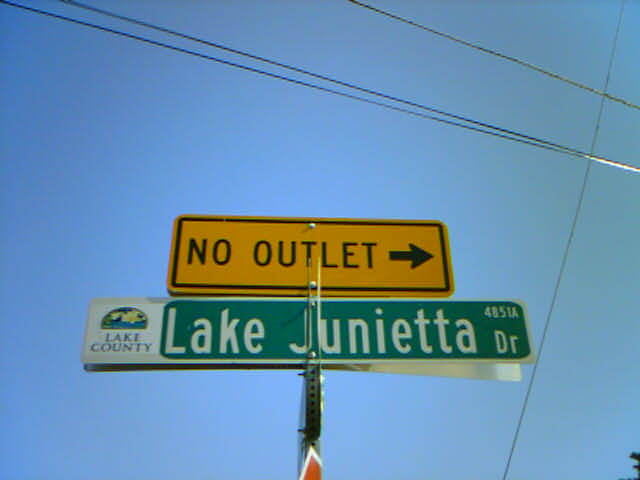 NO OUTLET →
LAKE COUNTY
Lake Junietta Dr
4851A